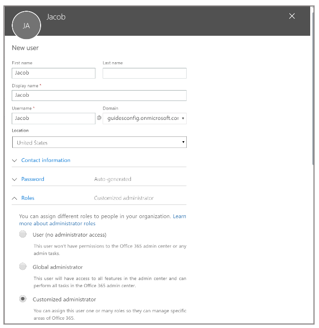 JA
Jacob
New user
First name
Last name
Jacob
Display name *
Jacob
Username *
Domain
Jacob
@
guidesconfig.onmicrosoft.co
Location
United States
Contact information
Password
Auto-generated
Roles
Customized administrator
You can assign different roles to people in your organization. Learn
more about administrator roles
User (no administrator access)
This user won't have permissions to the Office 365 admin center or any
admin tasks.
Global administrator
This user will have access to all features in the admin center and can
perform all tasks in the Office 365 admin center.
Customized administrator
You can assign this user one or many roles so they can manage specific
areas of Office 365.